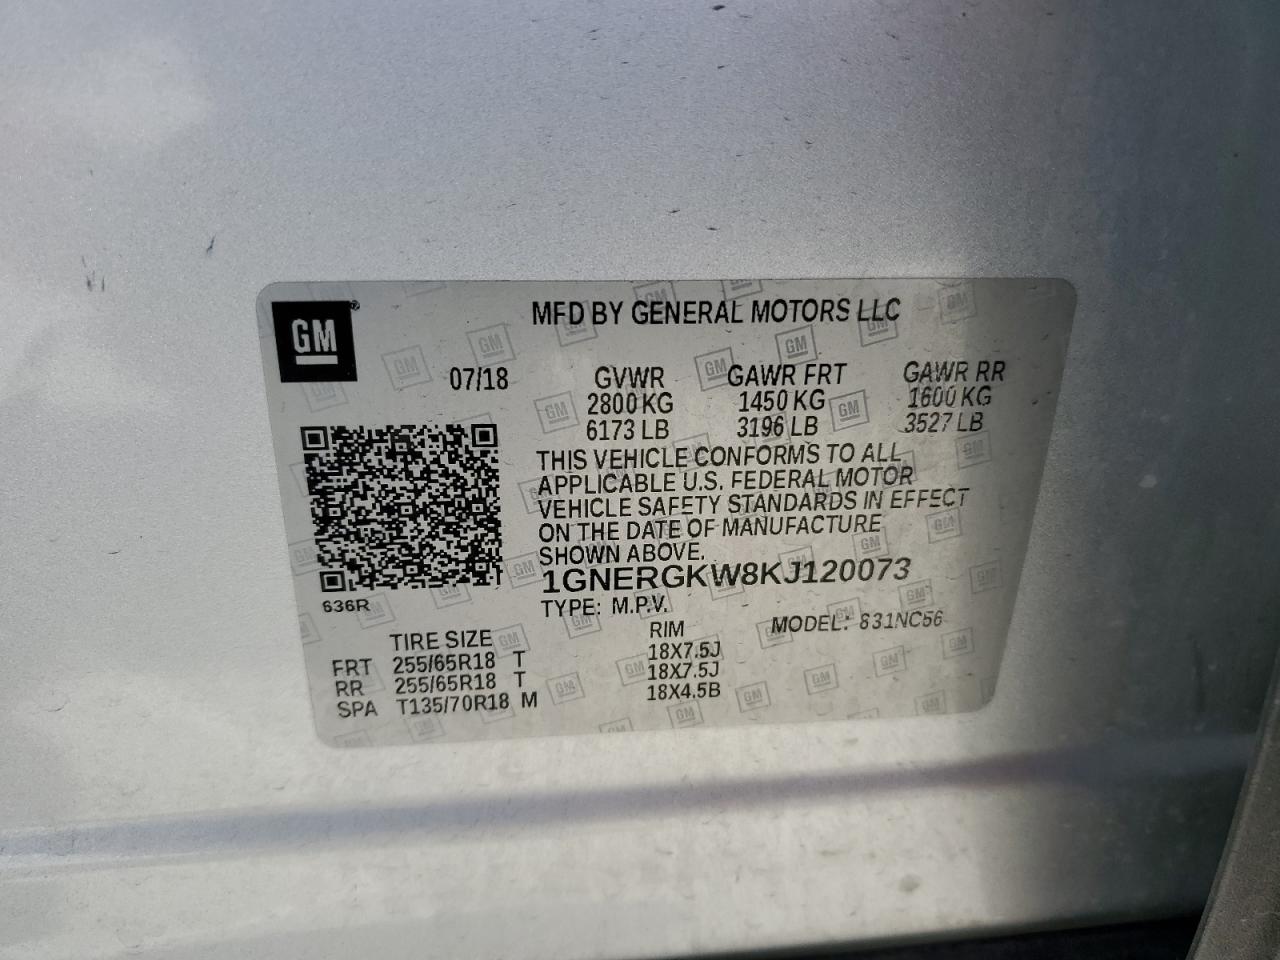 GM
MFD BY GENERAL MOTORS LLC
07/18 GVWR GAWR FRT GAWR RR
2800 KG 1450 KG 1600 KG
6173 LB 3196 LB 3527 LB
THIS VEHICLE CONFORMS TO ALL
APPLICABLE U.S. FEDERAL MOTOR
VEHICLE SAFETY STANDARDS IN EFFECT
ON THE DATE OF MANUFACTURE
SHOWN ABOVE.
1GNERGKW8KJ120073
636R
TYPE: M.P.V. MODEL: 831NC56
TIRE SIZE RIM
FRT 255/65R18 T 18X7.5J
RR 255/65R18 T 18X7.5J
SPA T135/70R18 M 18X4.5B